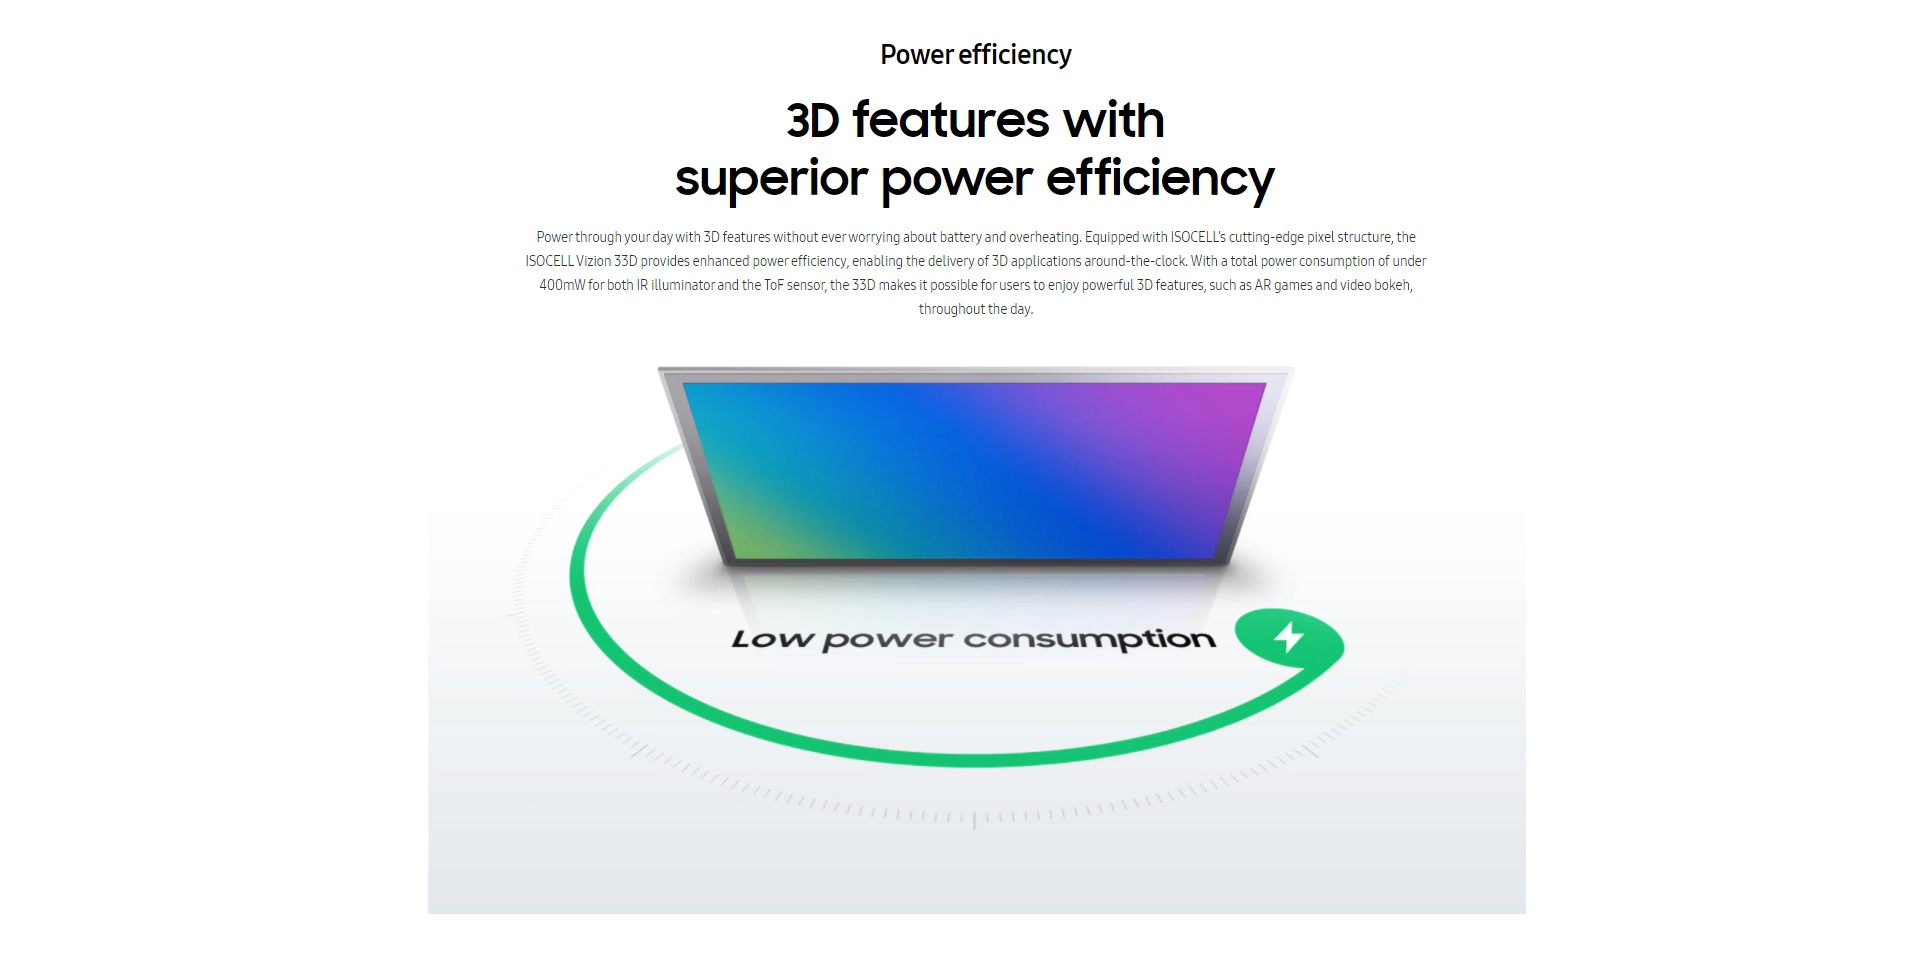 Power efficiency
3D features with
superior power efficiency
Power through your day with 3D features without ever worrying about battery and overheating. Equipped with ISOCELL's cutting-edge pixel structure, the
ISOCELL Vizion 33D provides enhanced power efficiency, enabling the delivery of 3D applications around-the-clock. With a total power consumption of under
400mW for both IR illuminator and the ToF sensor, the 33D makes it possible for users to enjoy powerful 3D features, such as AR games and video bokeh,
throughout the day.
Low power consumption